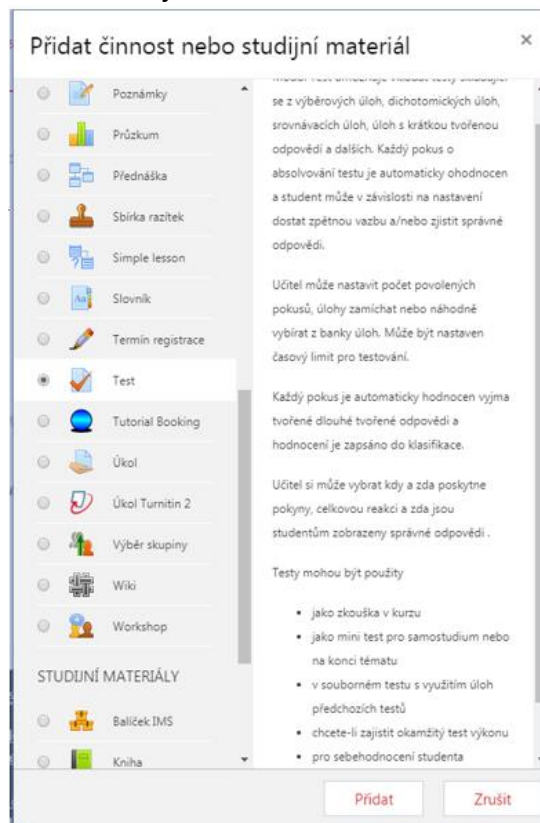 Přidat činnost nebo studijní materiál
×
Poznámky
Průzkum
Přednáška
Sbírka razítek
Simple lesson
Slovník
Termín registrace
Test
Tutorial Booking
Úkol
Úkol Turnitin 2
Výběr skupiny
Wiki
Workshop
STUDIJNÍ MATERIÁLY
Balíček IMS
Kniha
se z výběrových úloh, dichotomických úloh,
srovnávacích úloh, úloh s krátkou tvořenou
odpovědí a dalších. Každý pokus o
absolvování testu je automaticky ohodnocen
a student může v závislosti na nastavení
dostat zpětnou vazbu a/nebo zjistit správné
odpovědi.
Učitel může nastavit počet povolených
pokusů, úlohy zamíchat nebo náhodně
vybírat z banky úloh. Může být nastaven
časový limit pro testování.
Každý pokus je automaticky hodnocen vyjma
tvořené dlouhé tvořené odpovědi a
hodnocení je zapsáno do klasifikace.
Učitel si může vybrat kdy a zda poskytne
pokyny, celkovou reakci a zda jsou
studentům zobrazeny správné odpovědi .
Testy mohou být použity
• jako zkouška v kurzu
• jako mini test pro samostudium nebo
na konci tématu
• v souborném testu s využitím úloh
předchozích testů
• chcete-li zajistit okamžitý test výkonu
• pro sebehodnocení studenta
Přidat
Zrušit